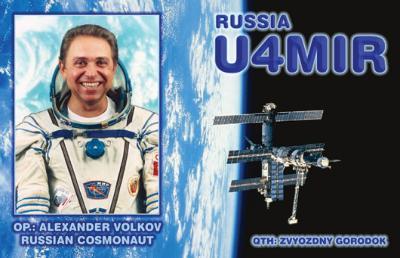 RUSSIA
U4MIR
OP.: ALEXANDER VOLKOV
RUSSIAN COSMONAUT
QTH: ZVYOZDNY GORODOK